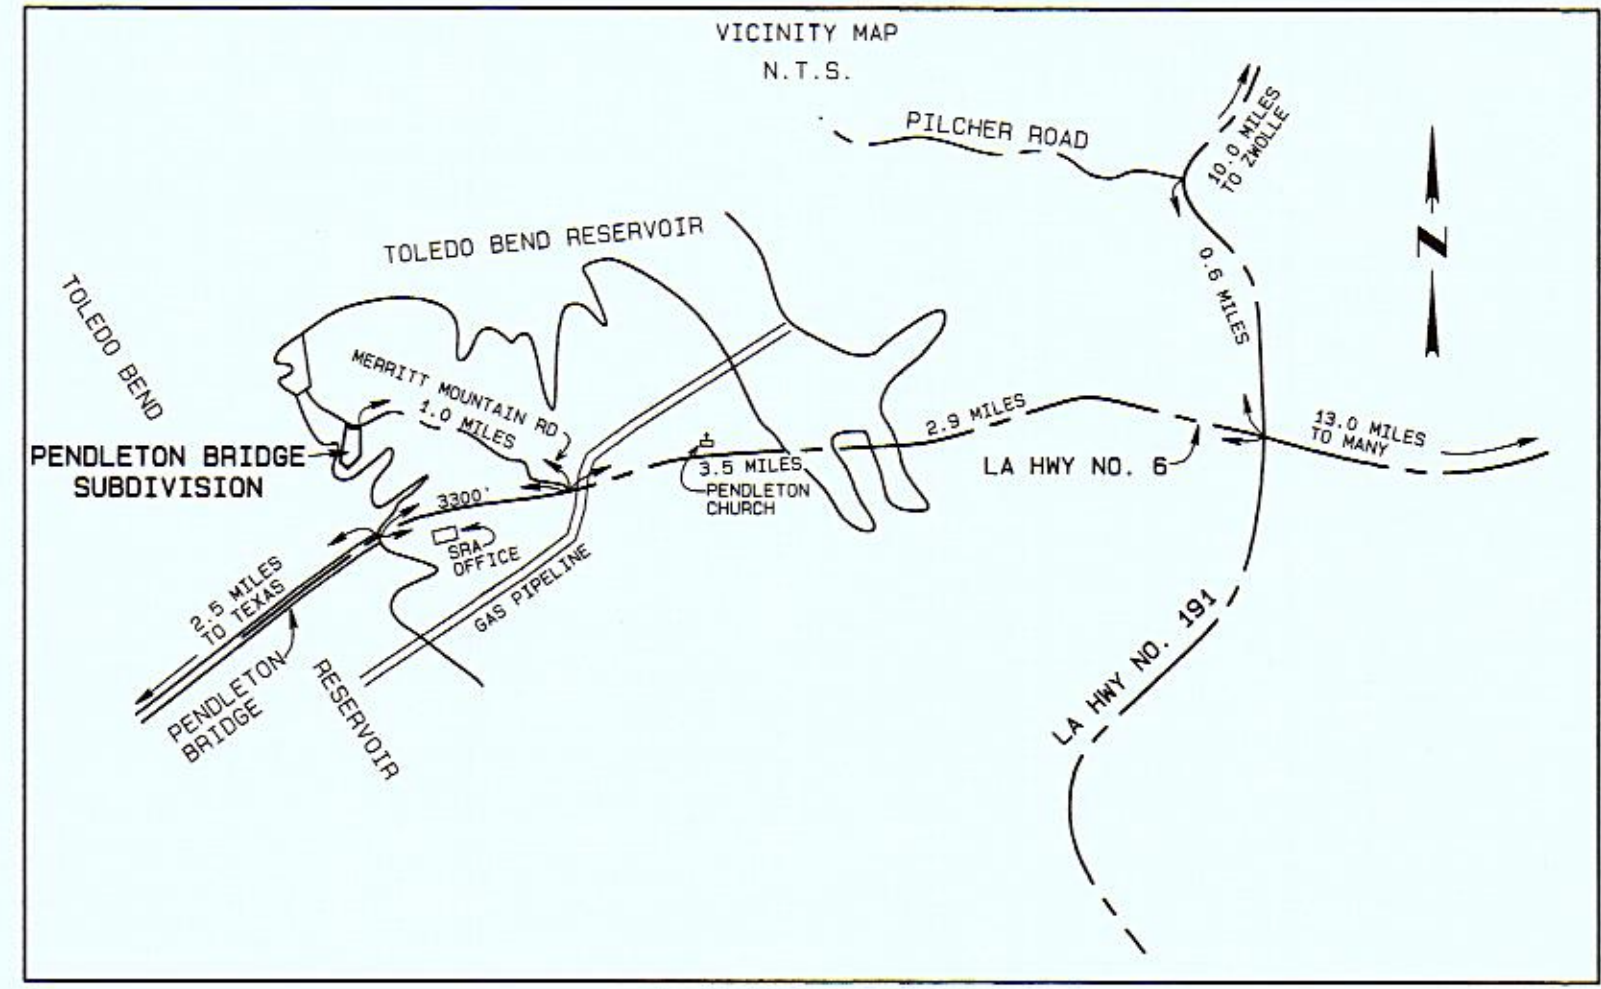 VICINITY MAP
N.T.S.
PILCHER ROAD
10.0 MILES
TO ZWOLLE
N
TOLEDO BEND RESERVOIR
TOLEDO BEND
0.6 MILES
MERRITT MOUNTAIN RD
1.0 MILES
2.9 MILES
13.0 MILES
TO MANY
PENDLETON BRIDGE
SUBDIVISION
LA HWY NO. 6
3.5 MILES
PENDLETON
CHURCH
3300'
SRA
OFFICE
GAS PIPELINE
2.5 MILES
TO TEXAS
PENDLETON
BRIDGE
RESERVOIR
LA HWY NO. 191